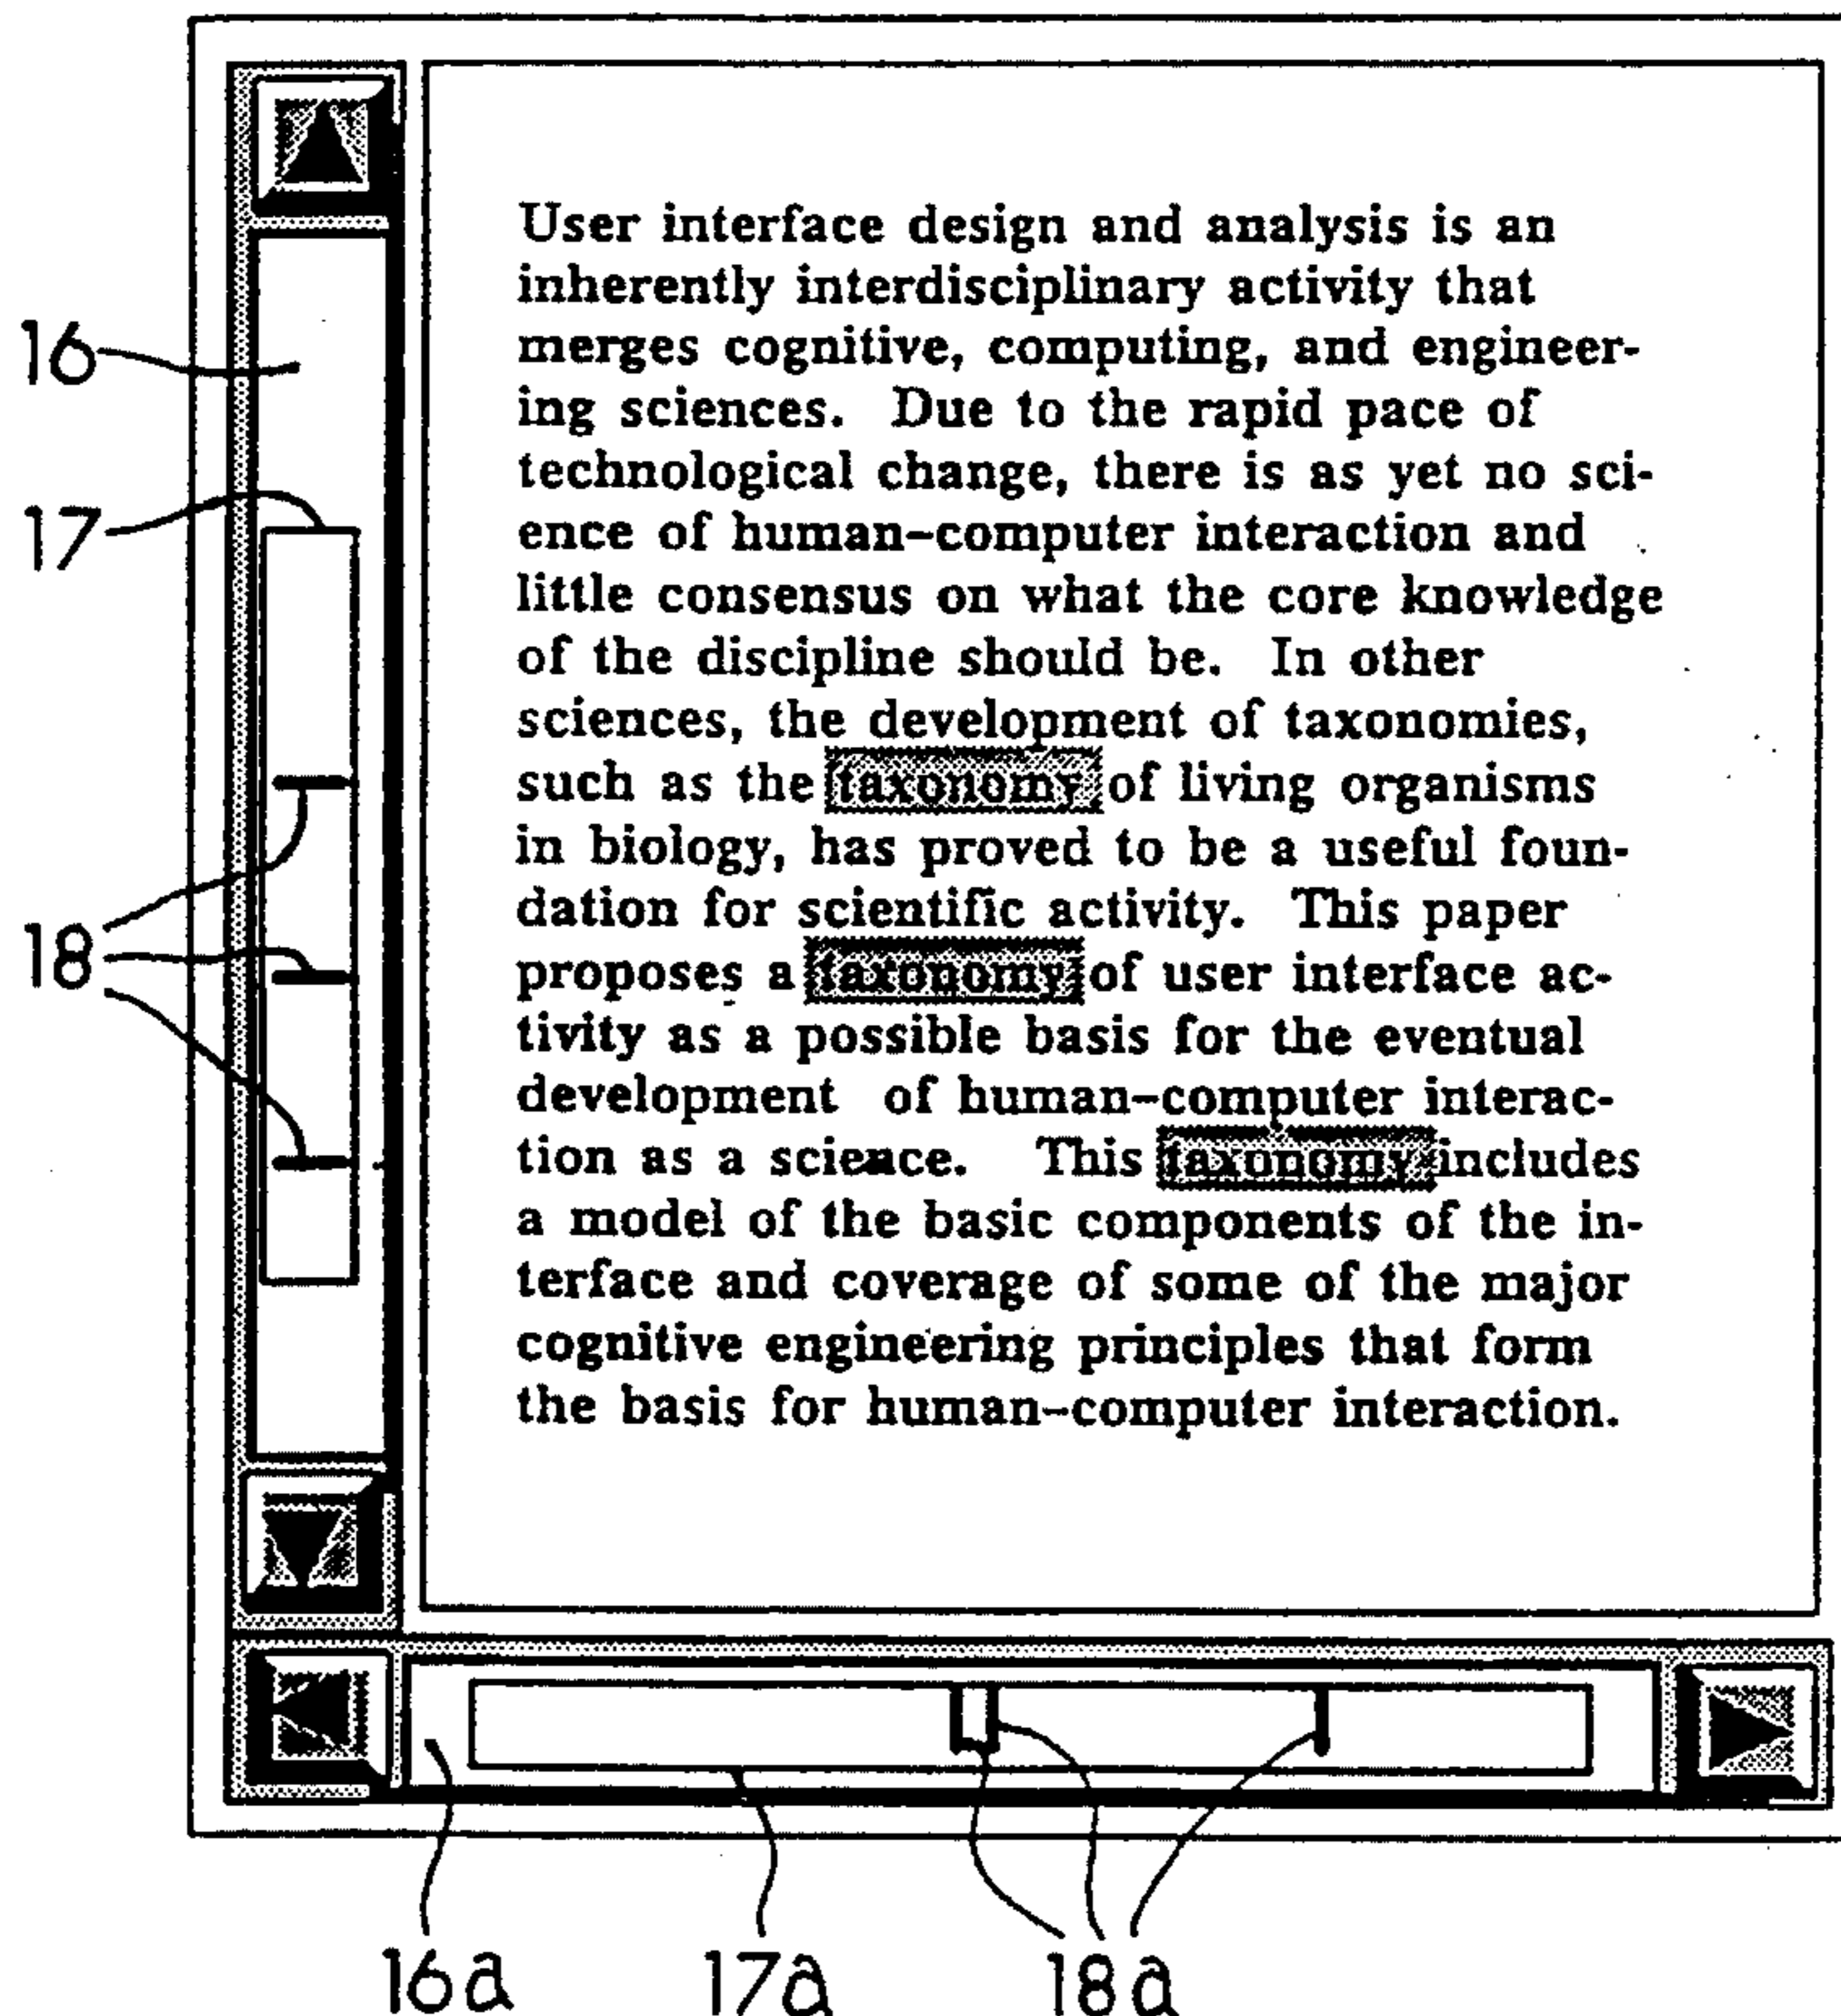 User interface design and analysis is an
inherently interdisciplinary activity that
16 merges cognitive, computing, and engineer-
ing sciences. Due to the rapid pace of
technological change, there is as yet no sci-
17 ence of human-computer interaction and
little consensus on what the core knowledge
of the discipline should be. In other
sciences, the development of taxonomies,
such as the taxonomy of living organisms
in biology, has proved to be a useful foun-
dation for scientific activity. This paper
18 proposes a taxonomy of user interface ac-
tivity as a possible basis for the eventual
development of human-computer interac-
tion as a science. This taxonomy includes
a model of the basic components of the in-
terface and coverage of some of the major
cognitive engineering principles that form
the basis for human-computer interaction.
16a 17a 18a